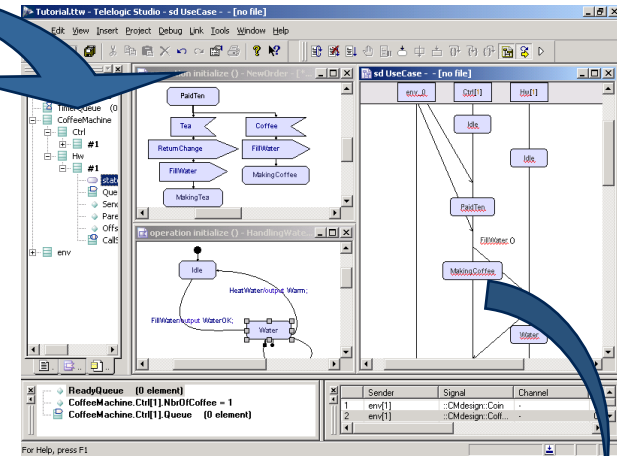 Tutorial.ttw - Telelogic Studio - sd UseCase - - [no file]
Edit View Insert Project Debug Link Tools Window Help
TimerQueue (0
CoffeeMachine
Ctrl
#1
Hw
#1
stat
Que
Senc
Pare
Offs
CallS
env
operation initialize () - NewOrder - [
PaidTen
Tea
Coffee
ReturnChange
FillWater
FillWater
MakingCoffee
MakingTea
operation initialize () - HandlingWate
Idle
HeatWater/output Warm;
FillWater/output WaterOK;
Water
sd UseCase - - [no file]
env_0
Ctrl[1]
Hw[1]
Idle
Idle
PaidTen
FillWater ()
MakingCoffee
Water
ReadyQueue (0 element)
CoffeeMachine.Ctrl[1].NbrOfCoffee = 1
CoffeeMachine.Ctrl[1].Queue (0 element)
Sender Signal Channel
1 env[1] ::CMdesign::Coin -
2 env[1] ::CMdesign::Coff... -
For Help, press F1